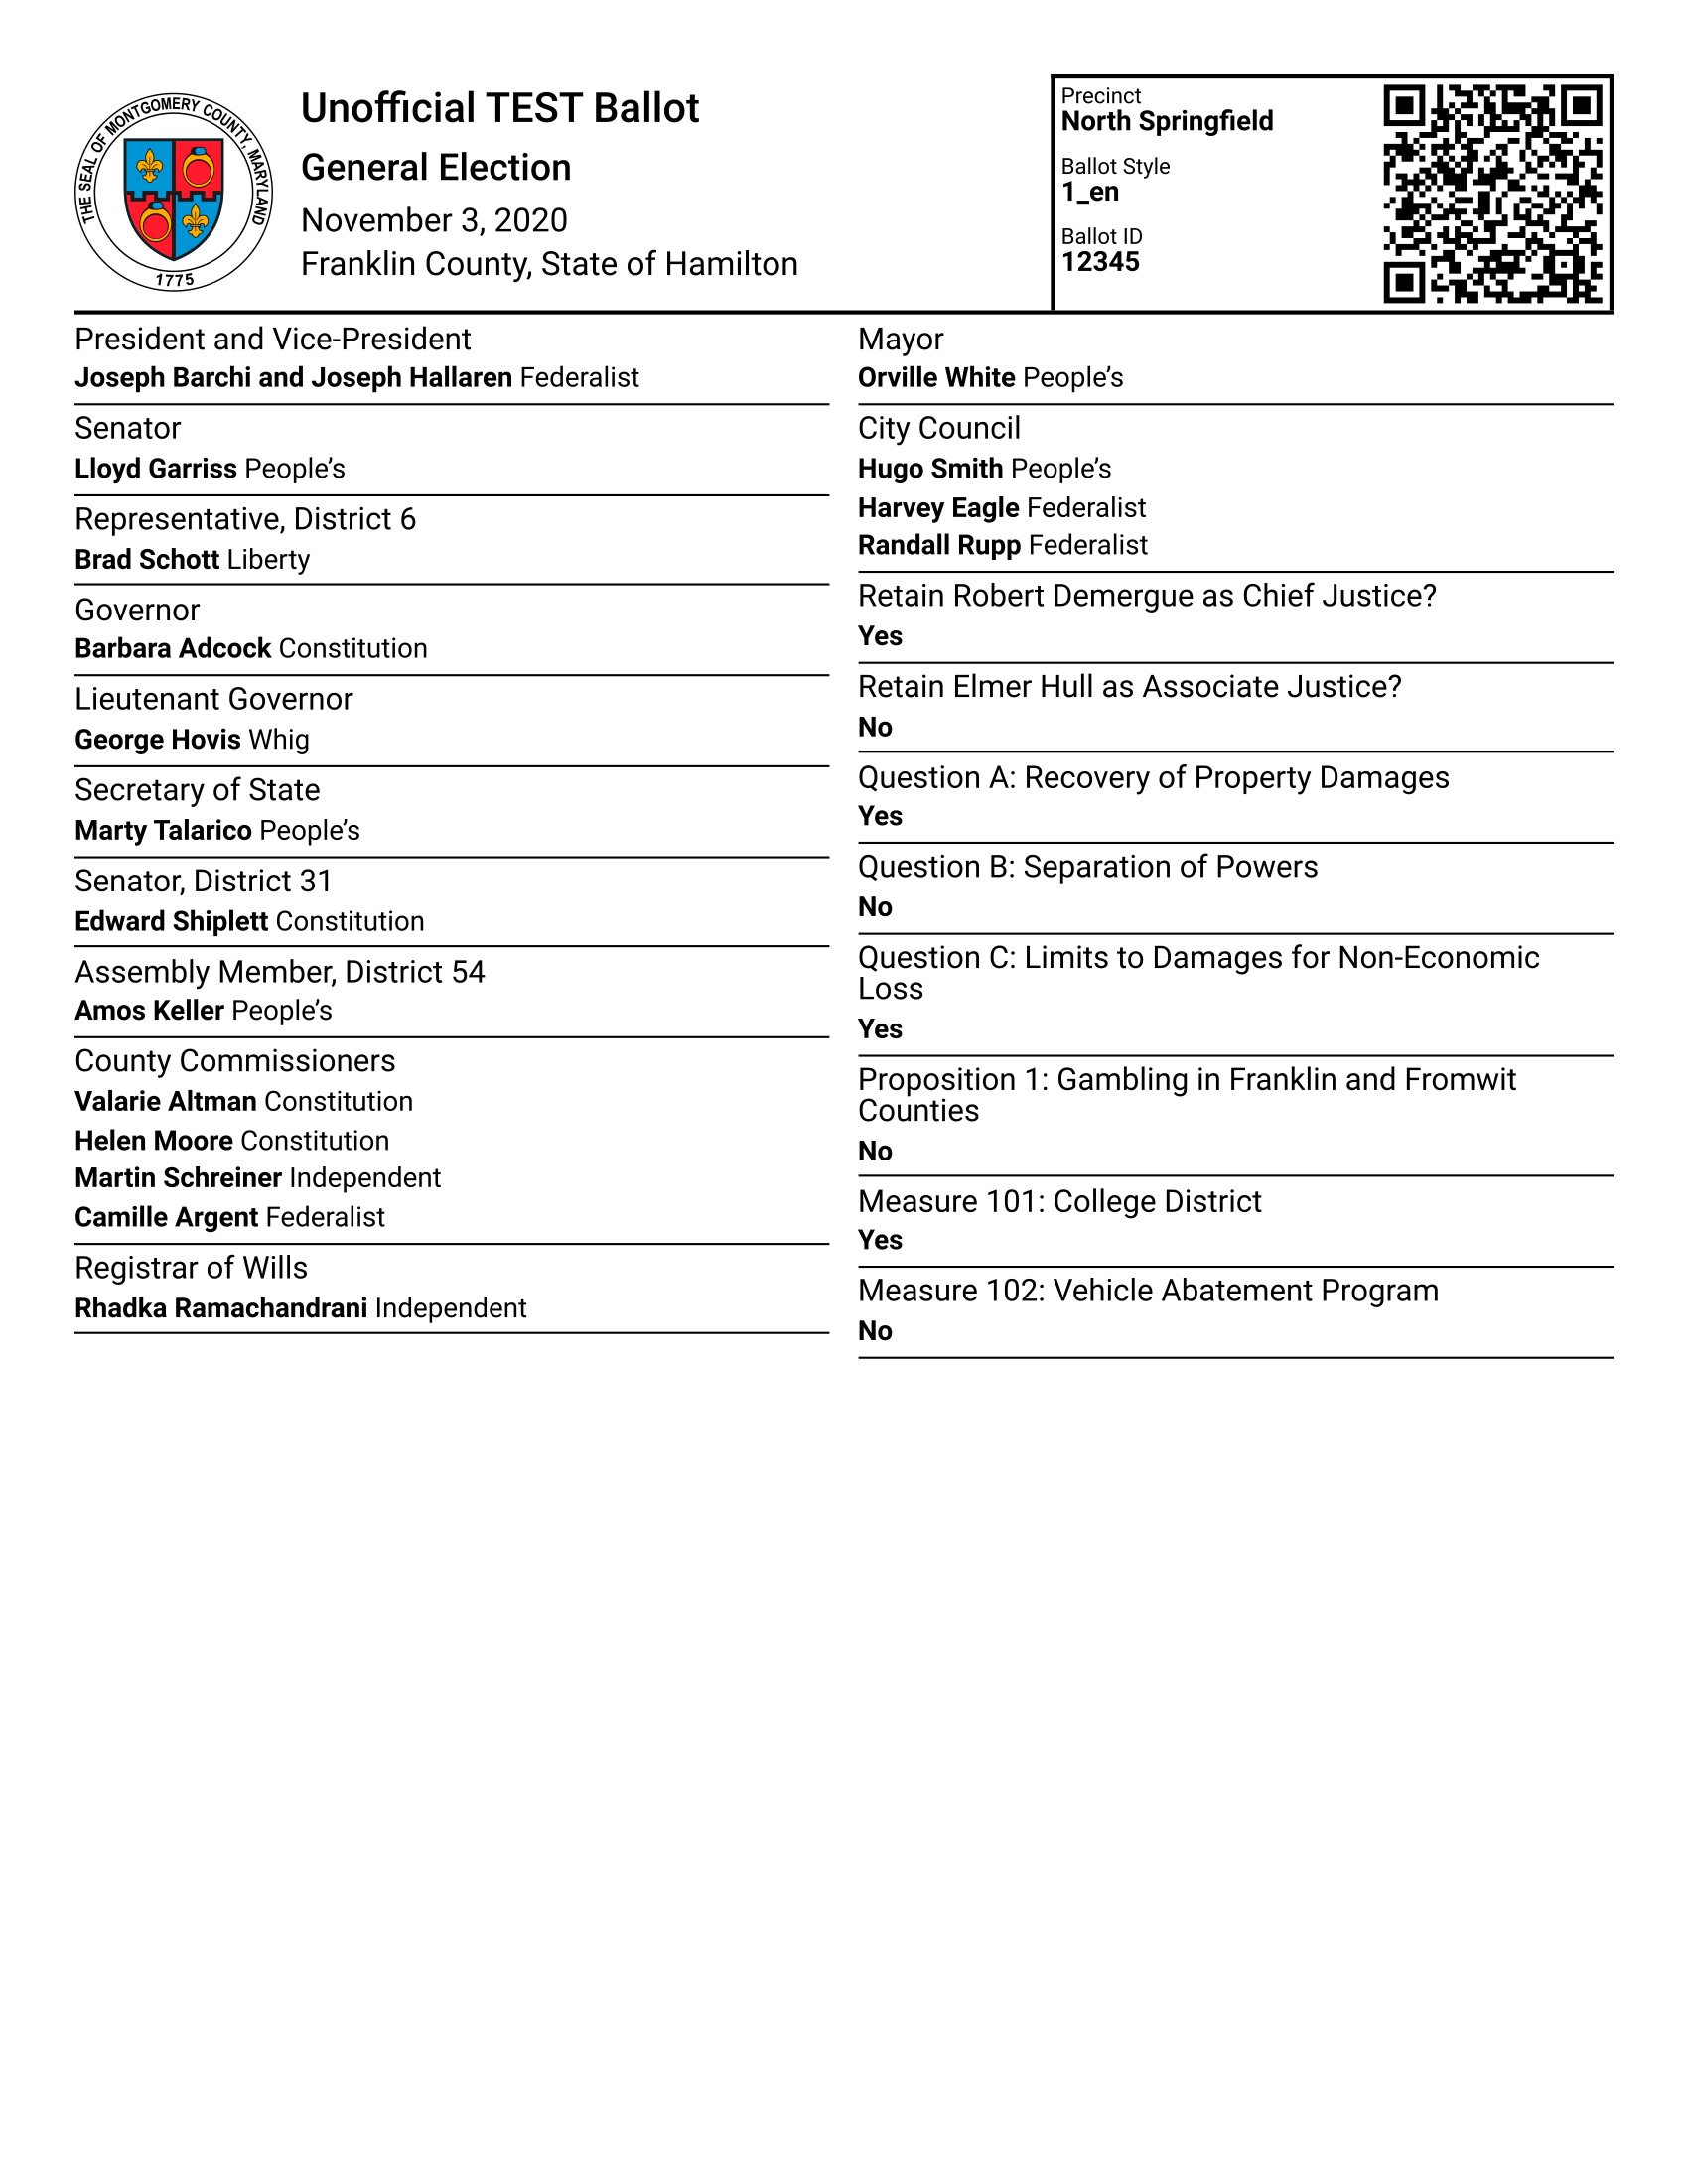 THE SEAL OF MONTGOMERY COUNTY, MARYLAND
1775
Unofficial TEST Ballot
General Election
November 3, 2020
Franklin County, State of Hamilton
Precinct
North Springfield
Ballot Style
1_en
Ballot ID
12345
President and Vice-President
Joseph Barchi and Joseph Hallaren Federalist
Senator
Lloyd Garriss People’s
Representative, District 6
Brad Schott Liberty
Governor
Barbara Adcock Constitution
Lieutenant Governor
George Hovis Whig
Secretary of State
Marty Talarico People’s
Senator, District 31
Edward Shiplett Constitution
Assembly Member, District 54
Amos Keller People’s
County Commissioners
Valarie Altman Constitution
Helen Moore Constitution
Martin Schreiner Independent
Camille Argent Federalist
Registrar of Wills
Rhadka Ramachandrani Independent
Mayor
Orville White People’s
City Council
Hugo Smith People’s
Harvey Eagle Federalist
Randall Rupp Federalist
Retain Robert Demergue as Chief Justice?
Yes
Retain Elmer Hull as Associate Justice?
No
Question A: Recovery of Property Damages
Yes
Question B: Separation of Powers
No
Question C: Limits to Damages for Non-Economic
Loss
Yes
Proposition 1: Gambling in Franklin and Fromwit
Counties
No
Measure 101: College District
Yes
Measure 102: Vehicle Abatement Program
No